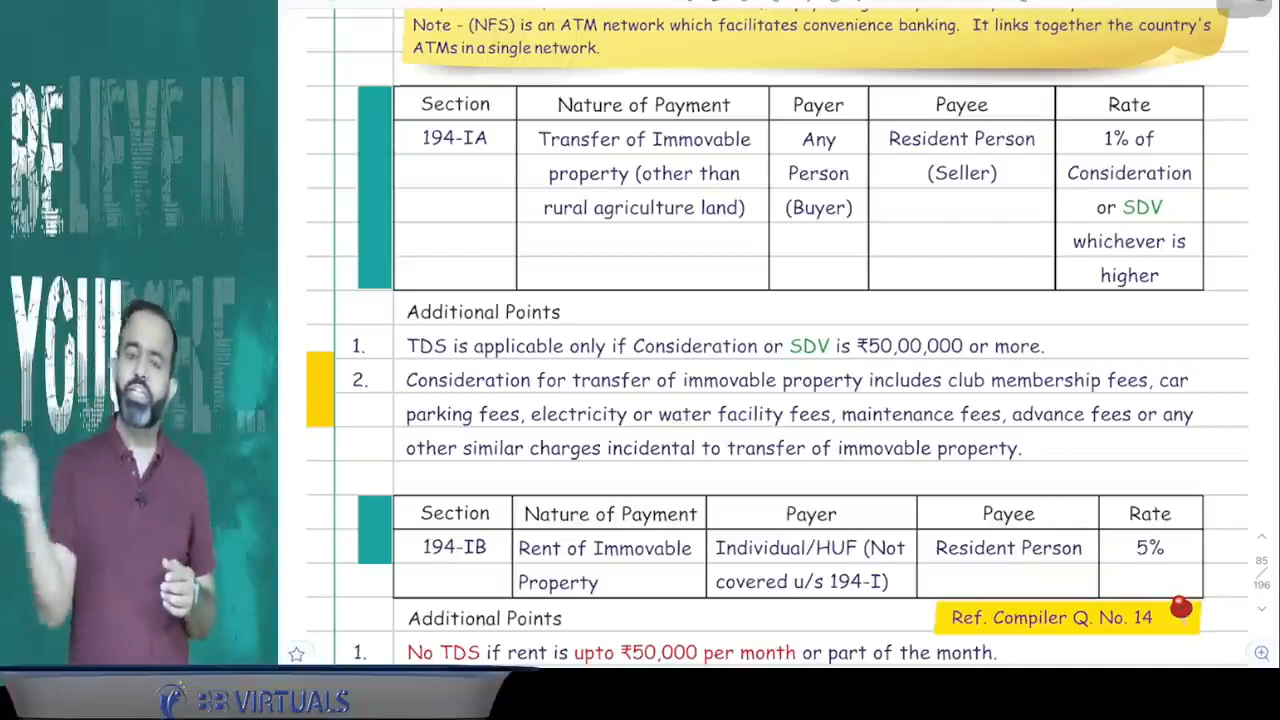 Note - (NFS) is an ATM network which facilitates convenience banking. It links together the country's
ATMs in a single network.
Section Nature of Payment Payer Payee Rate
194-IA Transfer of Immovable Any Resident Person 1% of
property (other than Person (Seller) Consideration
rural agriculture land) (Buyer) or SDV
whichever is
higher
Additional Points
1. TDS is applicable only if Consideration or SDV is ₹50,00,000 or more.
2. Consideration for transfer of immovable property includes club membership fees, car
parking fees, electricity or water facility fees, maintenance fees, advance fees or any
other similar charges incidental to transfer of immovable property.
Section Nature of Payment Payer Payee Rate
194-IB Rent of Immovable Individual/HUF (Not Resident Person 5%
Property covered u/s 194-I)
Additional Points Ref. Compiler Q. No. 14
1. No TDS if rent is upto ₹50,000 per month or part of the month.
85
/
196
BELIEVE IN
YOURSELF...
BB VIRTUALS